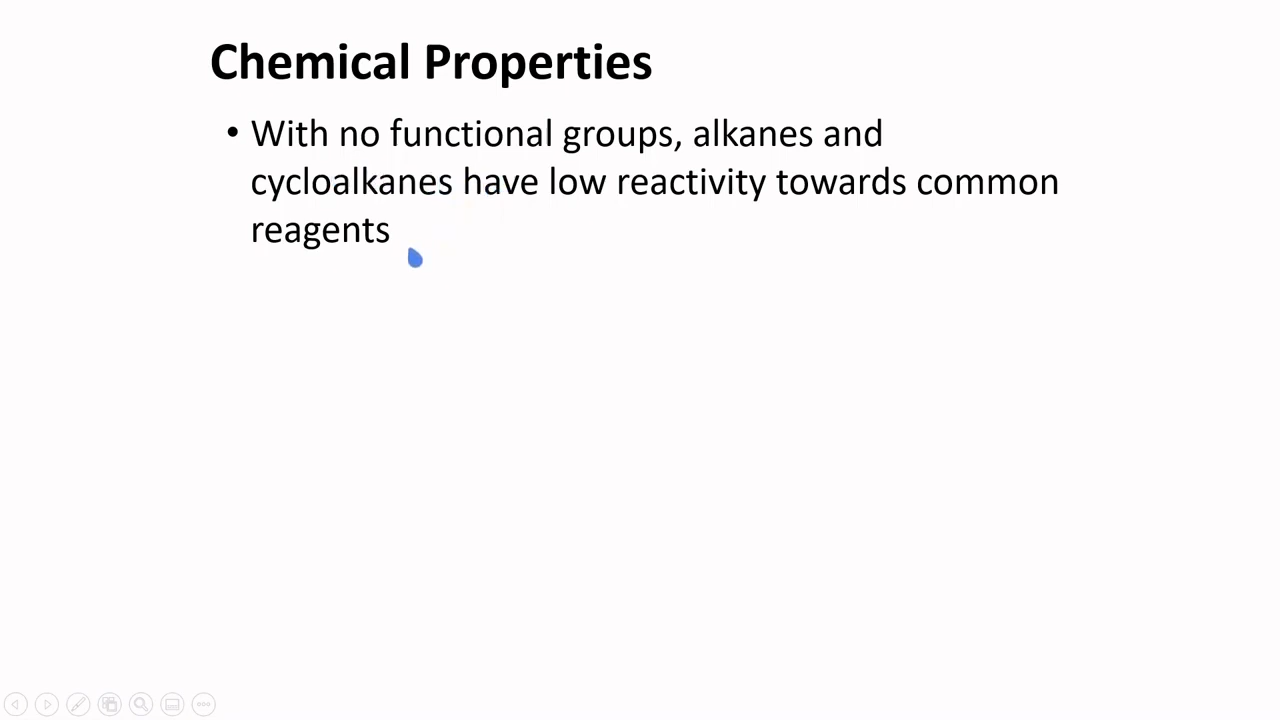 Chemical Properties
• With no functional groups, alkanes and
cycloalkanes have low reactivity towards common
reagents